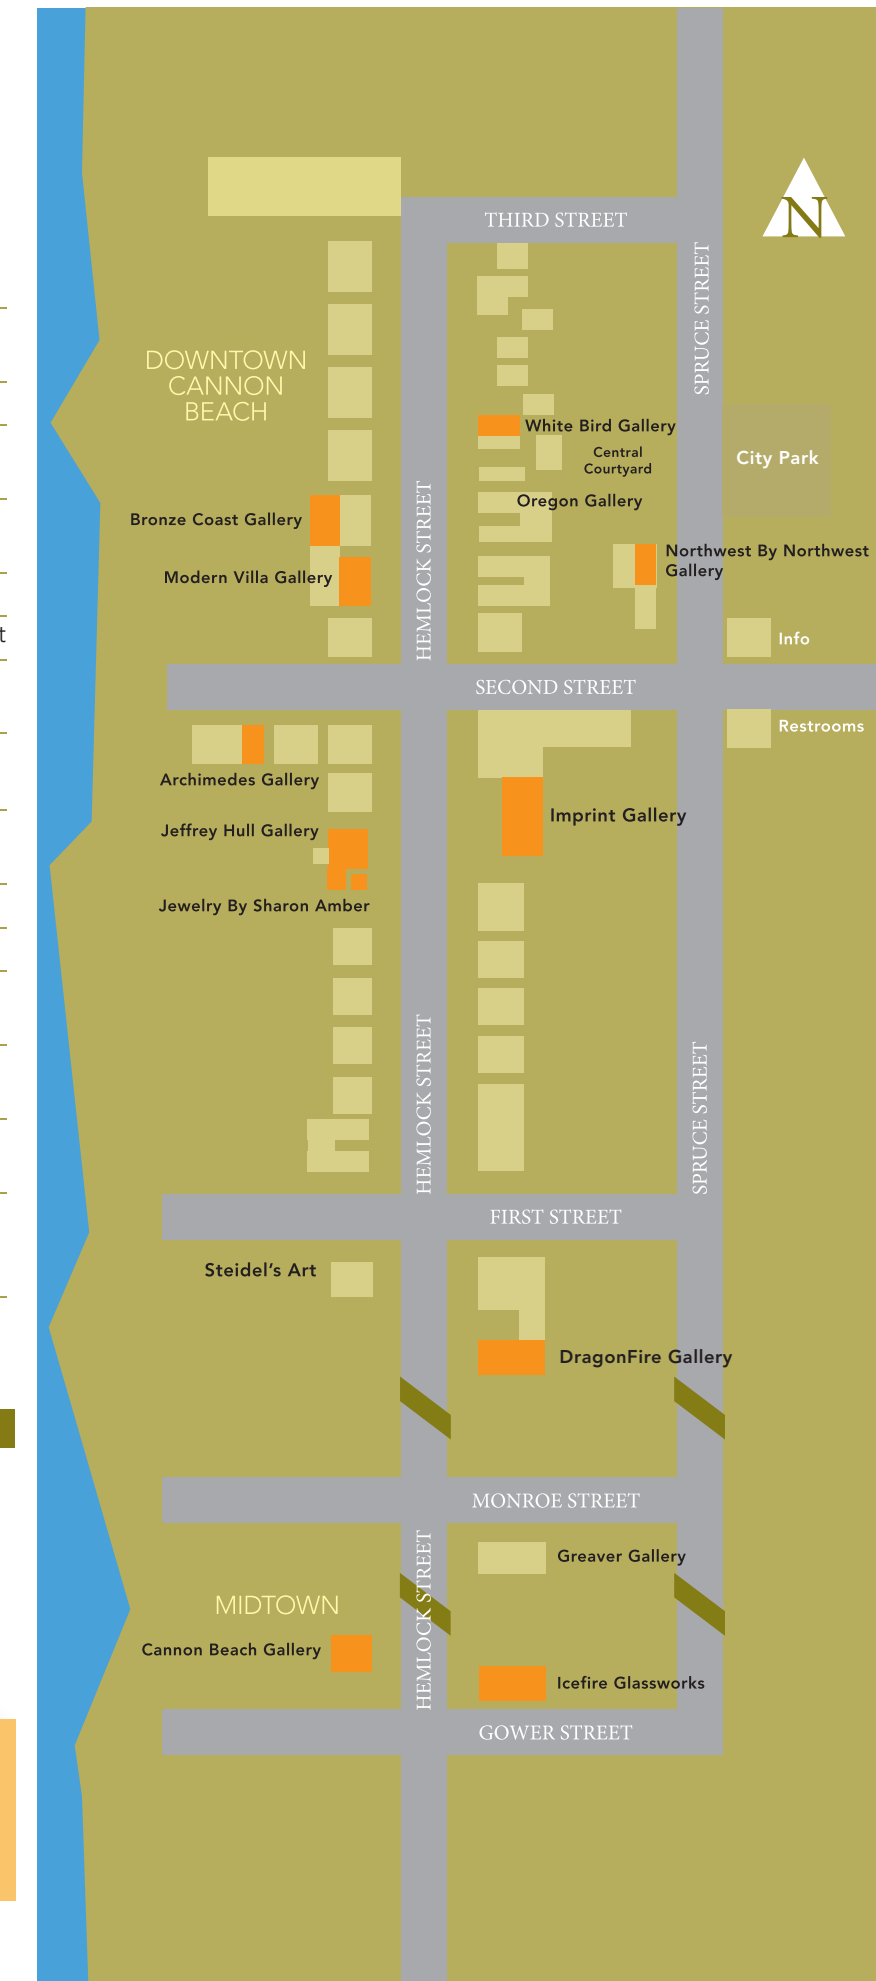 THIRD STREET
N
SPRUCE STREET
DOWNTOWN
CANNON
BEACH
White Bird Gallery
Central
Courtyard
City Park
Oregon Gallery
Bronze Coast Gallery
HEMLOCK STREET
Northwest By Northwest
Gallery
Modern Villa Gallery
t
Info
SECOND STREET
Restrooms
Archimedes Gallery
Imprint Gallery
Jeffrey Hull Gallery
Jewelry By Sharon Amber
HEMLOCK STREET
SPRUCE STREET
FIRST STREET
Steidel’s Art
DragonFire Gallery
MONROE STREET
Greaver Gallery
HEMLOCK STREET
MIDTOWN
Cannon Beach Gallery
Icefire Glassworks
GOWER STREET